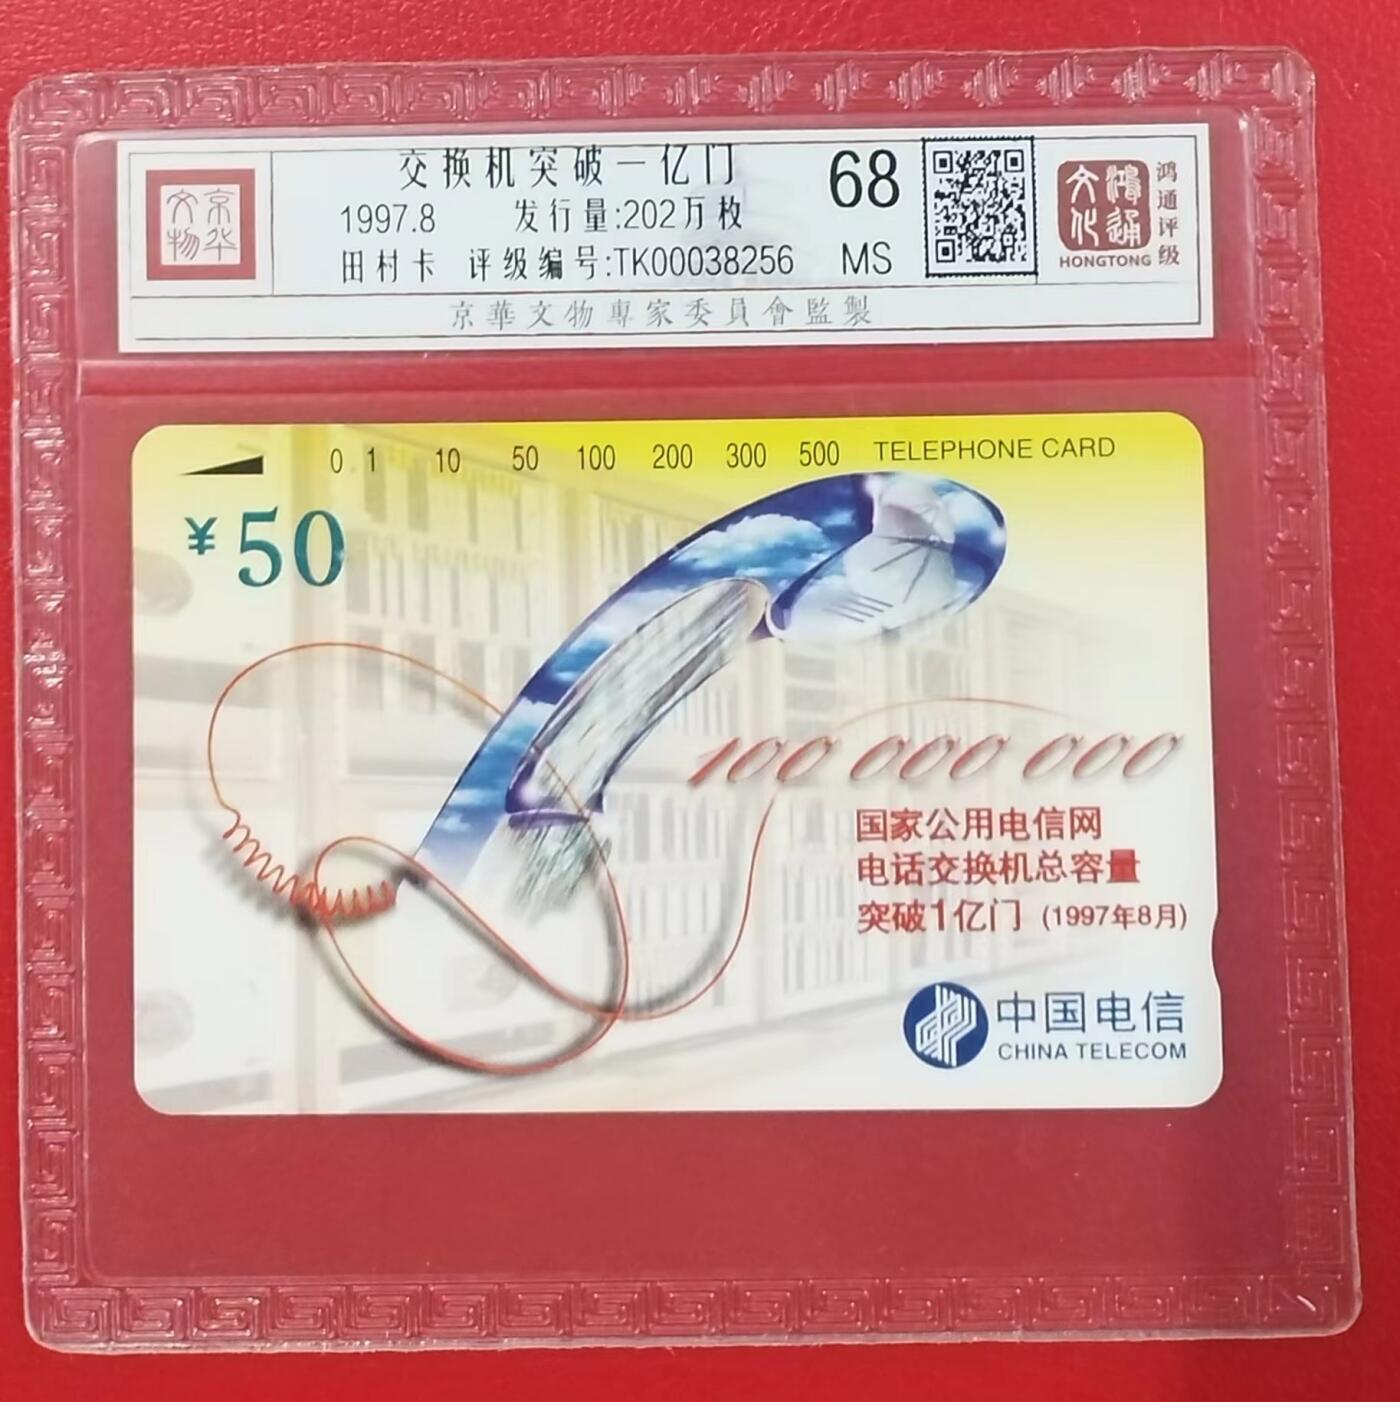 京华文物
交换机突破一亿门
1997.8 发行量:202万枚
田村卡 评级编号:TK00038256
68
MS
鸿通文化
HONGTONG
鸿通评级
京華文物專家委員會監製
0 1 10 50 100 200 300 500 TELEPHONE CARD
¥50
100 000 000
国家公用电信网
电话交换机总容量
突破1亿门 (1997年8月)
中国电信
CHINA TELECOM